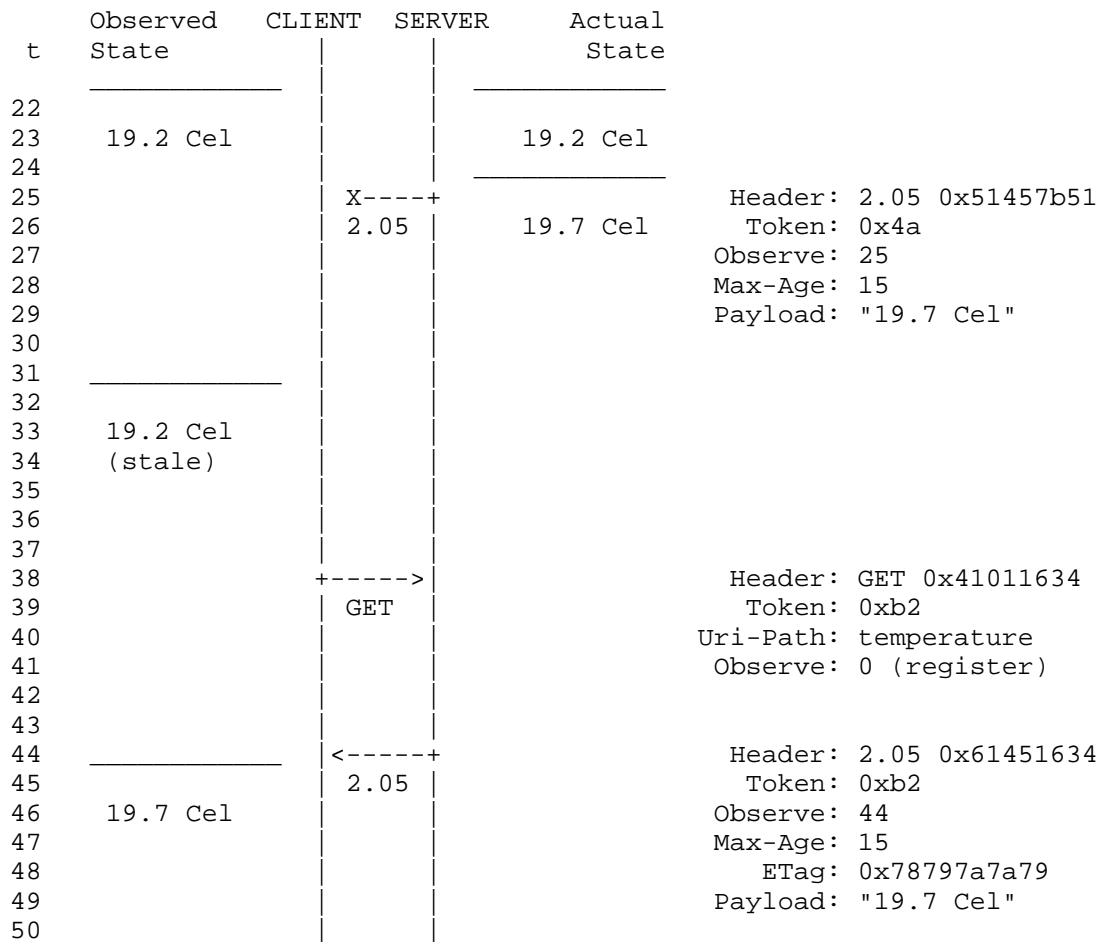 Observed   CLIENT  SERVER     Actual
 t   State         |      |         State
     ____________  |      |  ____________
22                 |      |
23    19.2 Cel     |      |     19.2 Cel
24                 |      |  ____________
25                 | X----+                  Header: 2.05 0x51457b51
26                 | 2.05 |     19.7 Cel      Token: 0x4a
27                 |      |                 Observe: 25
28                 |      |                 Max-Age: 15
29                 |      |                 Payload: "19.7 Cel"
30                 |      |
31   ____________  |      |
32                 |      |
33    19.2 Cel     |      |
34    (stale)      |      |
35                 |      |
36                 |      |
37                 |      |
38                 +----->|                  Header: GET 0x41011634
39                 | GET  |                   Token: 0xb2
40                 |      |                Uri-Path: temperature
41                 |      |                 Observe: 0 (register)
42                 |      |
43                 |      |
44   ____________  |<-----+                  Header: 2.05 0x61451634
45                 | 2.05 |                   Token: 0xb2
46    19.7 Cel     |      |                 Observe: 44
47                 |      |                 Max-Age: 15
48                 |      |                    ETag: 0x78797a7a79
49                 |      |                 Payload: "19.7 Cel"
50                 |      |